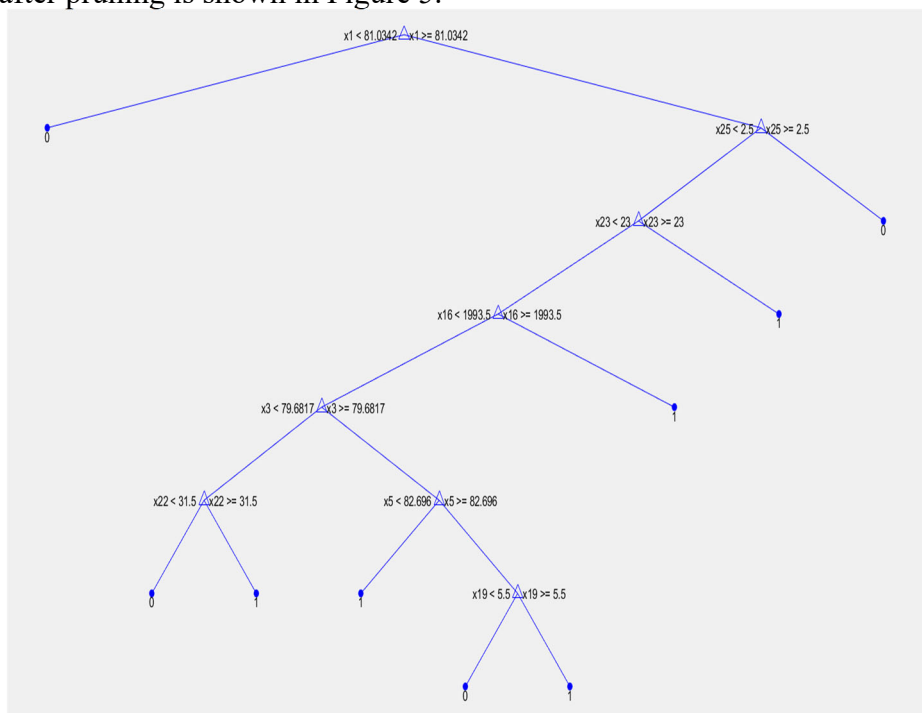 after pruning is shown in Figure 5.
x1 < 81.0342 x1 >= 81.0342
0
x25 < 2.5 x25 >= 2.5
x23 < 23 x23 >= 23
0
x16 < 1993.5 x16 >= 1993.5
1
x3 < 79.6817 x3 >= 79.6817
1
x22 < 31.5 x22 >= 31.5
x5 < 82.696 x5 >= 82.696
0
1
1
x19 < 5.5 x19 >= 5.5
0
1